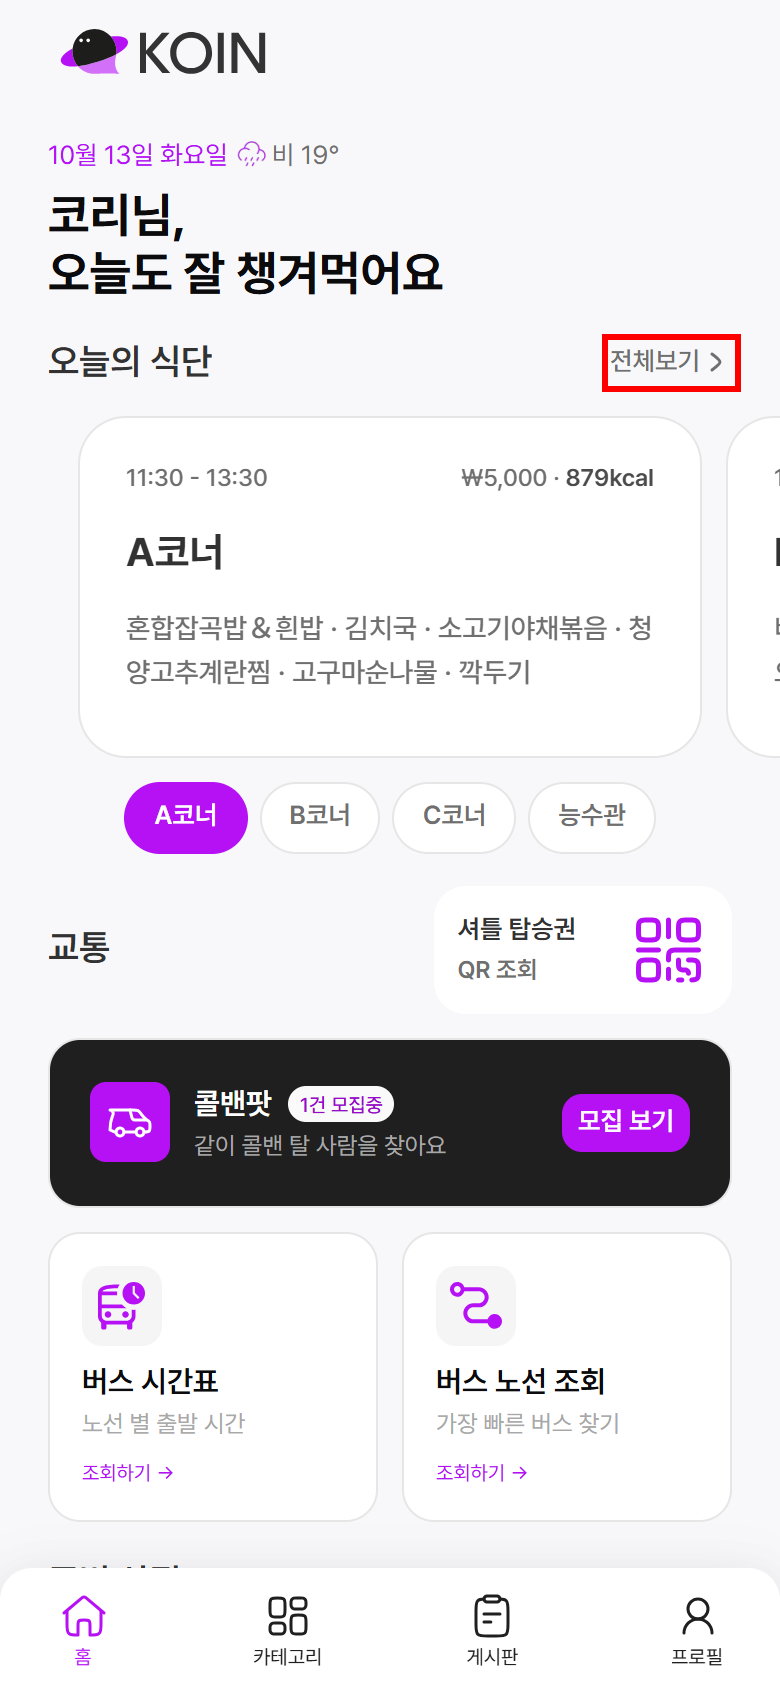 KOIN
10월 13일 화요일 비 19°
코리님,
오늘도 잘 챙겨먹어요
오늘의 식단 전체보기
11:30 - 13:30 ₩5,000 · 879kcal
A코너
혼합잡곡밥&흰밥 · 김치국 · 소고기야채볶음 · 청
양고추계란찜 · 고구마순나물 · 깍두기
A코너 B코너 C코너 능수관
교통
셔틀 탑승권
QR 조회
콜밴팟 1건 모집중
같이 콜밴 탈 사람을 찾아요
모집 보기
버스 시간표
노선 별 출발 시간
조회하기 →
버스 노선 조회
가장 빠른 버스 찾기
조회하기 →
홈 카테고리 게시판 프로필